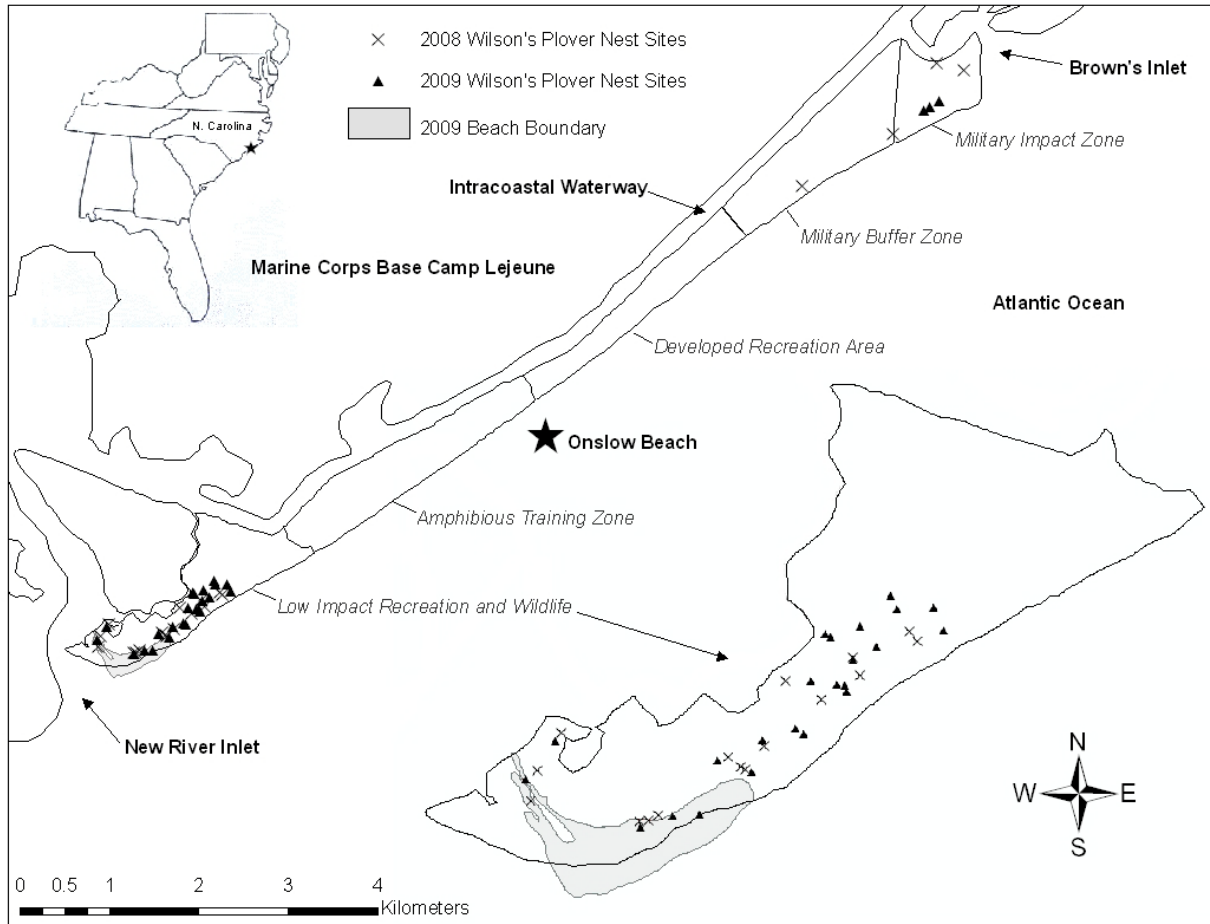 2008 Wilson's Plover Nest Sites
2009 Wilson's Plover Nest Sites
2009 Beach Boundary
N. Carolina
Brown's Inlet
Military Impact Zone
Intracoastal Waterway
Military Buffer Zone
Marine Corps Base Camp Lejeune
Atlantic Ocean
Developed Recreation Area
Onslow Beach
Amphibious Training Zone
Low Impact Recreation and Wildlife
New River Inlet
N
W E
S
0 0.5 1 2 3 4
Kilometers